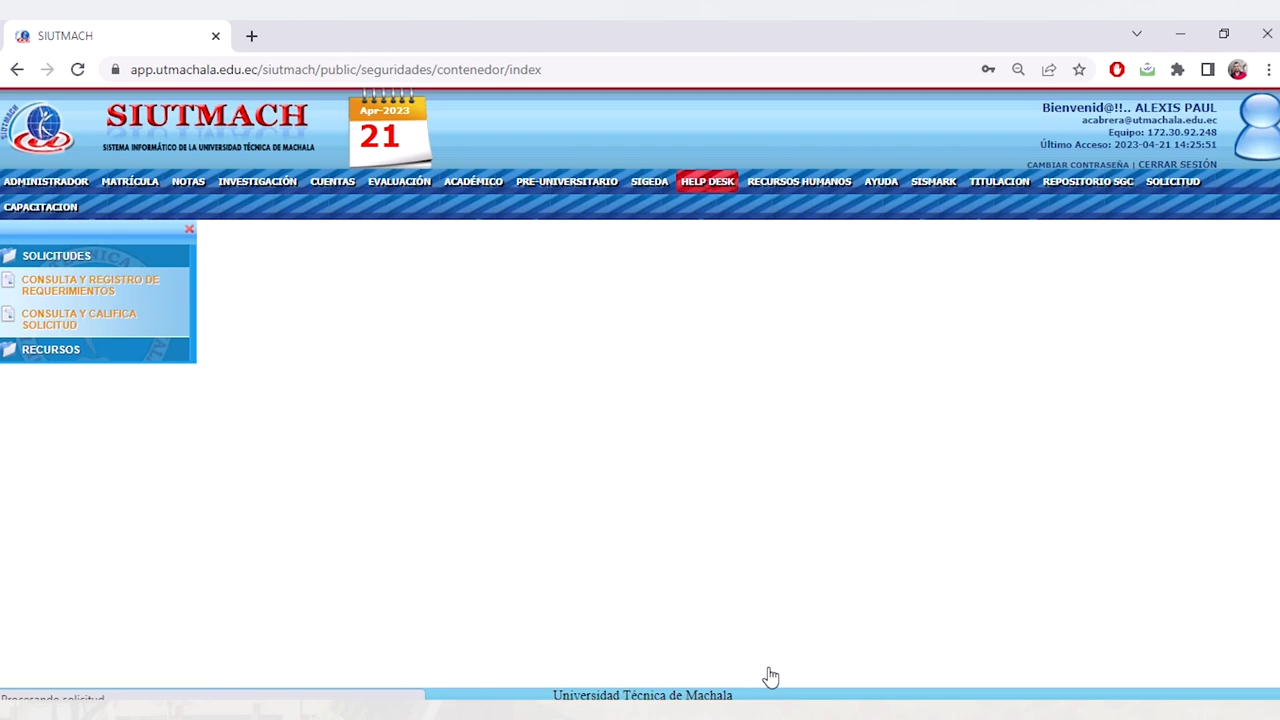 SIUTMACH
app.utmachala.edu.ec/siutmach/public/seguridades/contenedor/index
SIUTMACH
SIUTMACH
SISTEMA INFORMÁTICO DE LA UNIVERSIDAD TÉCNICA DE MACHALA
Apr-2023
21
Bienvenid@!!.. ALEXIS PAUL
acabrera@utmachala.edu.ec
Equipo: 172.30.92.248
Último Acceso: 2023-04-21 14:25:51
CAMBIAR CONTRASEÑA | CERRAR SESIÓN
ADMINISTRADOR MATRÍCULA NOTAS INVESTIGACIÓN CUENTAS EVALUACIÓN ACADÉMICO PRE-UNIVERSITARIO SIGEDA HELP DESK RECURSOS HUMANOS AYUDA SISMARK TITULACION REPOSITORIO SGC SOLICITUD
CAPACITACION
SOLICITUDES
CONSULTA Y REGISTRO DE
REQUERIMIENTOS
CONSULTA Y CALIFICA
SOLICITUD
RECURSOS
Procesando solicitud
Universidad Técnica de Machala